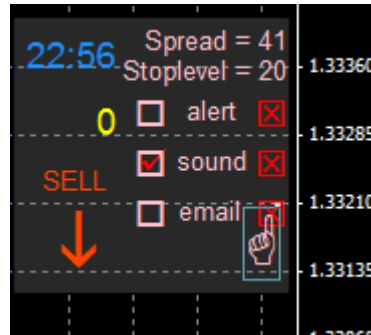 22:56
Spread = 41
Stoplevel = 20
1.33360
0
alert
1.33285
sound
SELL
1.33210
email
1.33135